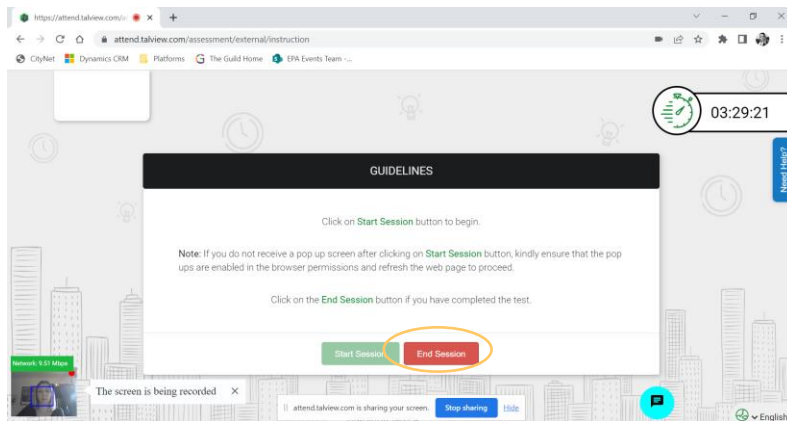 https://attend.talview.com/a
attend.talview.com/assessment/external/instruction
CityNet Dynamics CRM Platforms The Guild Home EPA Events Team -...
03:29:21
Need Help?
GUIDELINES
Click on Start Session button to begin.
Note: If you do not receive a pop up screen after clicking on Start Session button, kindly ensure that the pop
ups are enabled in the browser permissions and refresh the web page to proceed.
Click on the End Session button if you have completed the test.
Start Session End Session
Network: 9.51 Mbps
The screen is being recorded
attend.talview.com is sharing your screen. Stop sharing Hide
English